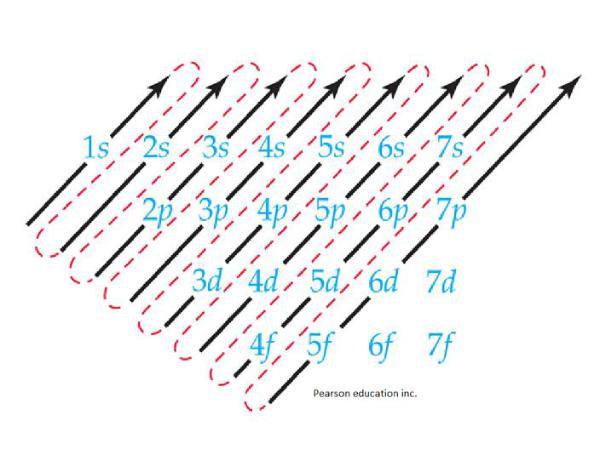 1s 2s 3s 4s 5s 6s 7s
2p 3p 4p 5p 6p 7p
3d 4d 5d 6d 7d
4f 5f 6f 7f
Pearson education inc.